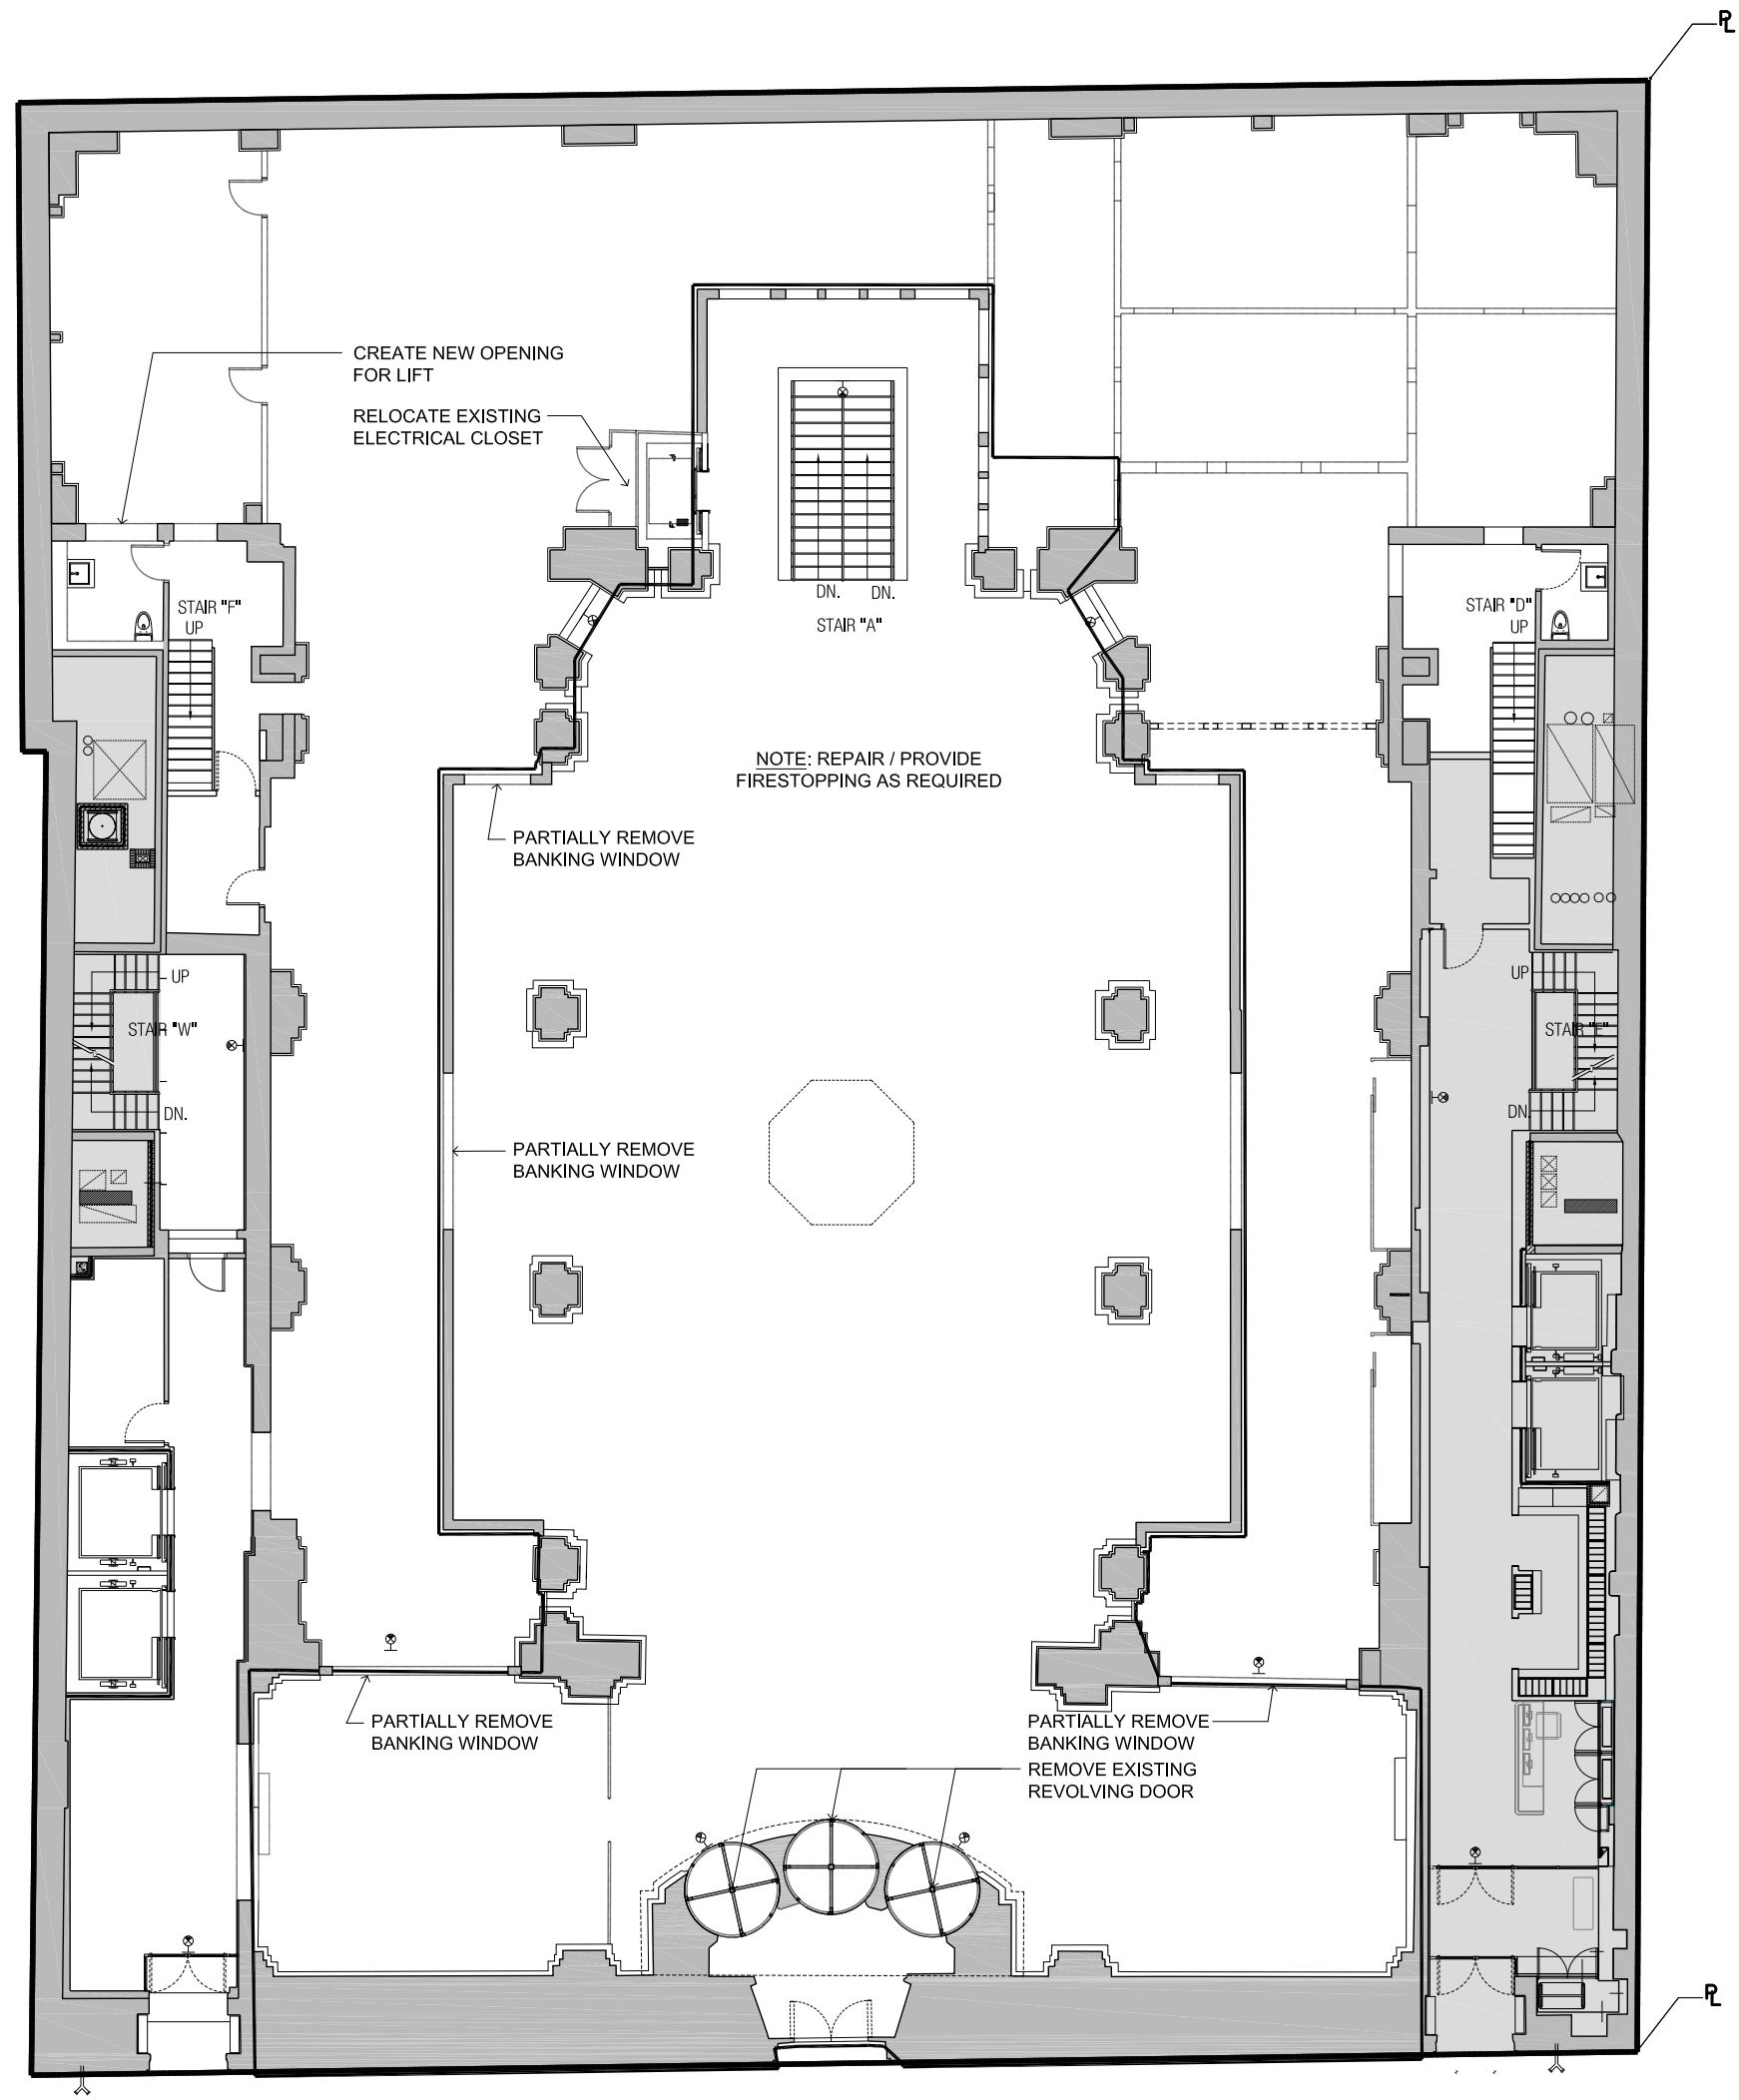 PL
CREATE NEW OPENING
FOR LIFT
RELOCATE EXISTING
ELECTRICAL CLOSET
DN. DN.
STAIR "A"
STAIR "F"
UP
STAIR "D"
UP
NOTE: REPAIR / PROVIDE
FIRESTOPPING AS REQUIRED
PARTIALLY REMOVE
BANKING WINDOW
UP
STAIR "W"
DN.
UP
STAIR "E"
DN.
PARTIALLY REMOVE
BANKING WINDOW
PARTIALLY REMOVE
BANKING WINDOW
PARTIALLY REMOVE
BANKING WINDOW
REMOVE EXISTING
REVOLVING DOOR
PL